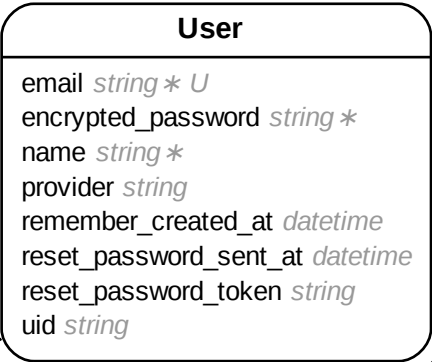 User
email string ∗ U
encrypted_password string ∗
name string ∗
provider string
remember_created_at datetime
reset_password_sent_at datetime
reset_password_token string
uid string